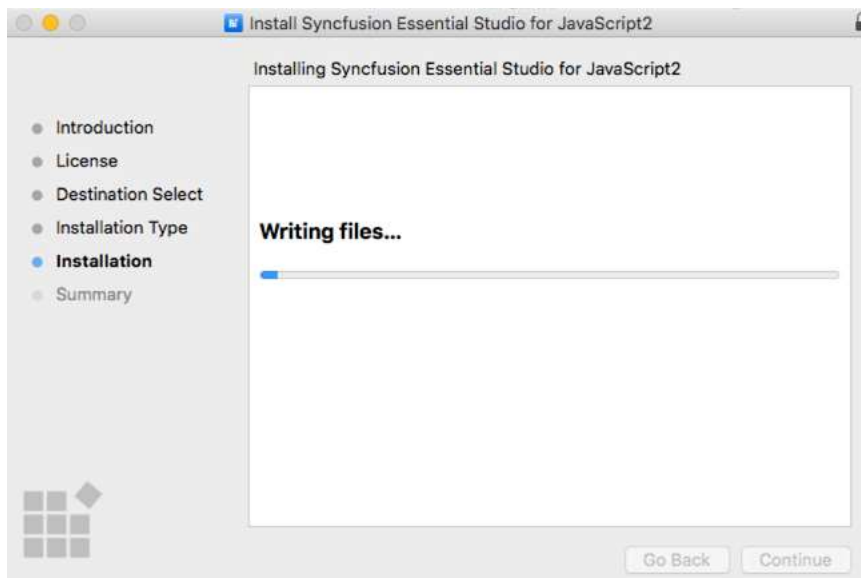 Install Syncfusion Essential Studio for JavaScript2
Installing Syncfusion Essential Studio for JavaScript2
Introduction
License
Destination Select
Installation Type
Installation
Summary
Writing files...
Go Back
Continue